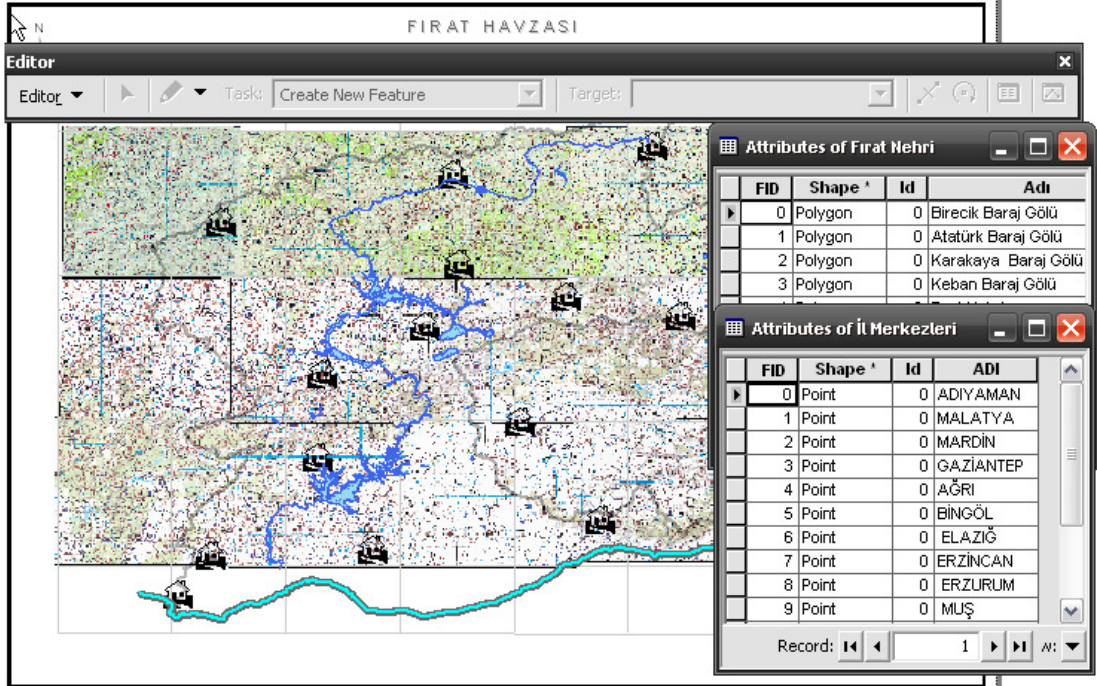 FIRAT HAVZASI
N
Editor
Editor Task: Create New Feature Target:
Attributes of Fırat Nehri
FID Shape * Id Adı
0 Polygon 0 Birecik Baraj Gölü
1 Polygon 0 Atatürk Baraj Gölü
2 Polygon 0 Karakaya Baraj Gölü
3 Polygon 0 Keban Baraj Gölü
Attributes of İl Merkezleri
FID Shape * Id ADI
0 Point 0 ADIYAMAN
1 Point 0 MALATYA
2 Point 0 MARDİN
3 Point 0 GAZİANTEP
4 Point 0 AĞRI
5 Point 0 BİNGÖL
6 Point 0 ELAZIĞ
7 Point 0 ERZİNCAN
8 Point 0 ERZURUM
9 Point 0 MUŞ
Record: 1